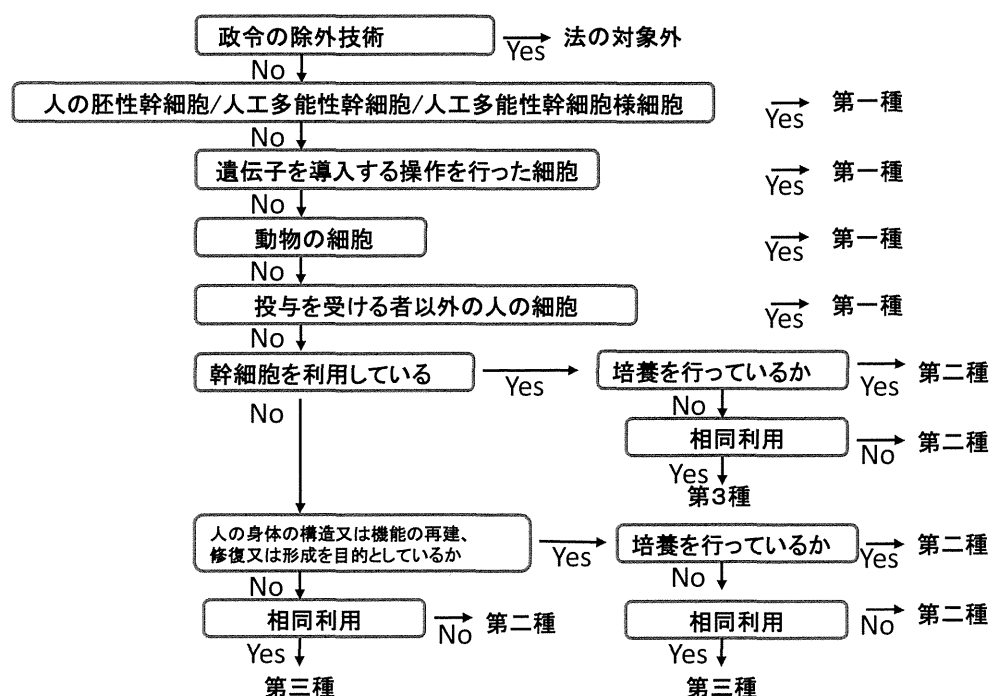 政令の除外技術
Yes
法の対象外
No
人の胚性幹細胞/人工多能性幹細胞/人工多能性幹細胞様細胞
Yes
第一種
No
遺伝子を導入する操作を行った細胞
Yes
第一種
No
動物の細胞
Yes
第一種
No
投与を受ける者以外の人の細胞
Yes
第一種
No
幹細胞を利用している
Yes
培養を行っているか
Yes
第二種
No
No
相同利用
No
第二種
Yes
第3種
人の身体の構造又は機能の再建、
修復又は形成を目的としているか
Yes
培養を行っているか
Yes
第二種
No
No
相同利用
No
第二種
相同利用
No
第二種
Yes
第三種
Yes
第三種